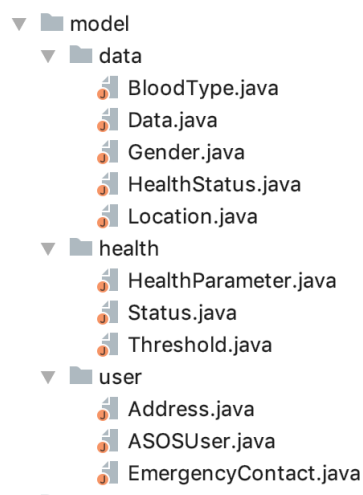 model
data
BloodType.java
Data.java
Gender.java
HealthStatus.java
Location.java
health
HealthParameter.java
Status.java
Threshold.java
user
Address.java
ASOSUser.java
EmergencyContact.java